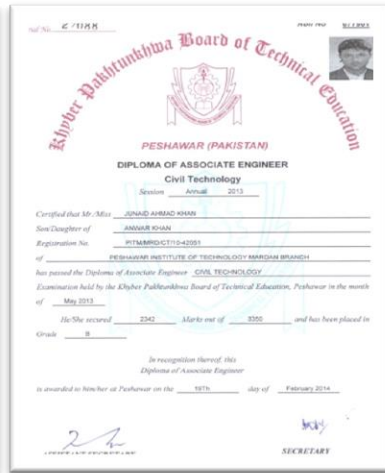 Khyber Pakhtunkhwa Board of Technical Education
PESHAWAR (PAKISTAN)
DIPLOMA OF ASSOCIATE ENGINEER
Civil Technology
Session Annual 2013
Certified that Mr./Miss JUNAID AHMAD KHAN
Son/Daughter of ANWAR KHAN
Registration No. PITM/MRD/CT/10-42051
of PESHAWAR INSTITUTE OF TECHNOLOGY MARDAN BRANCH
has passed the Diploma of Associate Engineer CIVIL TECHNOLOGY
Examination held by the Khyber Pakhtunkhwa Board of Technical Education, Peshawar in the month
of May 2013
He/She secured 2342 Marks out of 3350 and has been placed in
Grade B
In recognition thereof, this
Diploma of Associate Engineer
is awarded to him/her at Peshawar on the 19Th day of February 2014
SECRETARY